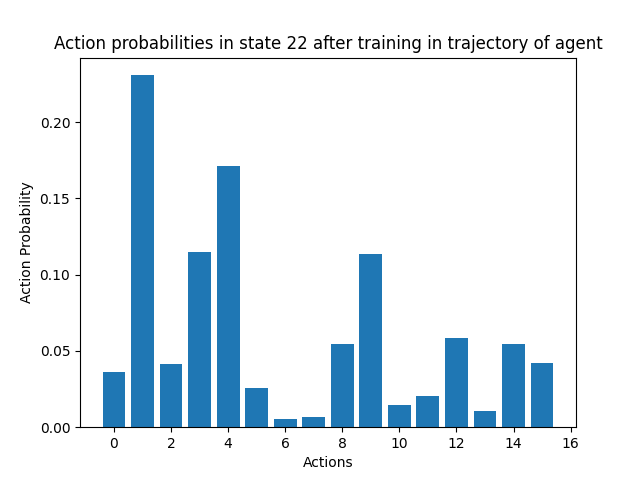 Action probabilities in state 22 after training in trajectory of agent
0.20
0.15
0.10
0.05
0.00
Action Probability
0 2 4 6 8 10 12 14 16
Actions